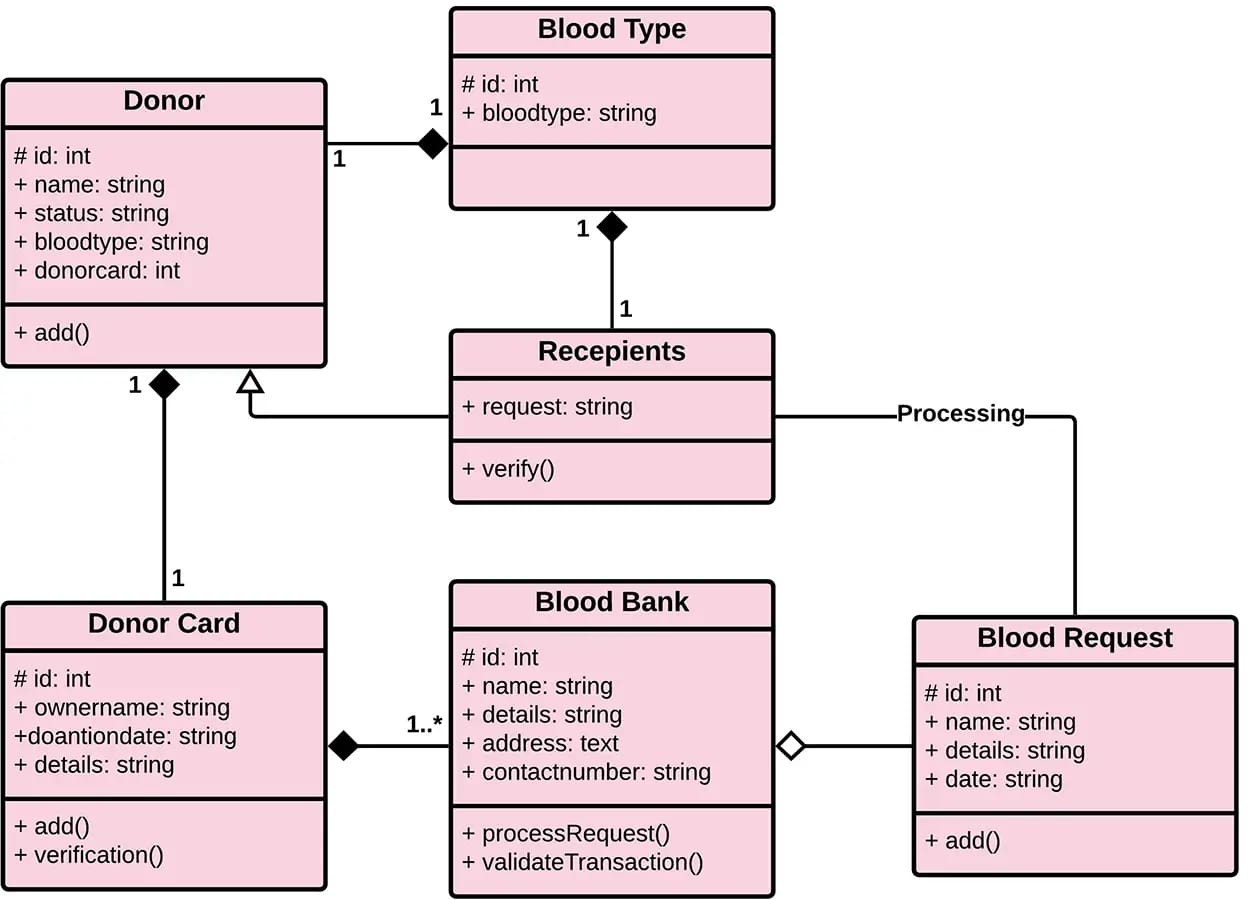 Blood Type
# id: int
+ bloodtype: string
Donor
# id: int
+ name: string
+ status: string
+ bloodtype: string
+ donorcard: int
+ add()
1
1
1
1
Recepients
+ request: string
+ verify()
Processing
1
1
Donor Card
# id: int
+ ownername: string
+doantiondate: string
+ details: string
+ add()
+ verification()
1..*
Blood Bank
# id: int
+ name: string
+ details: string
+ address: text
+ contactnumber: string
+ processRequest()
+ validateTransaction()
Blood Request
# id: int
+ name: string
+ details: string
+ date: string
+ add()